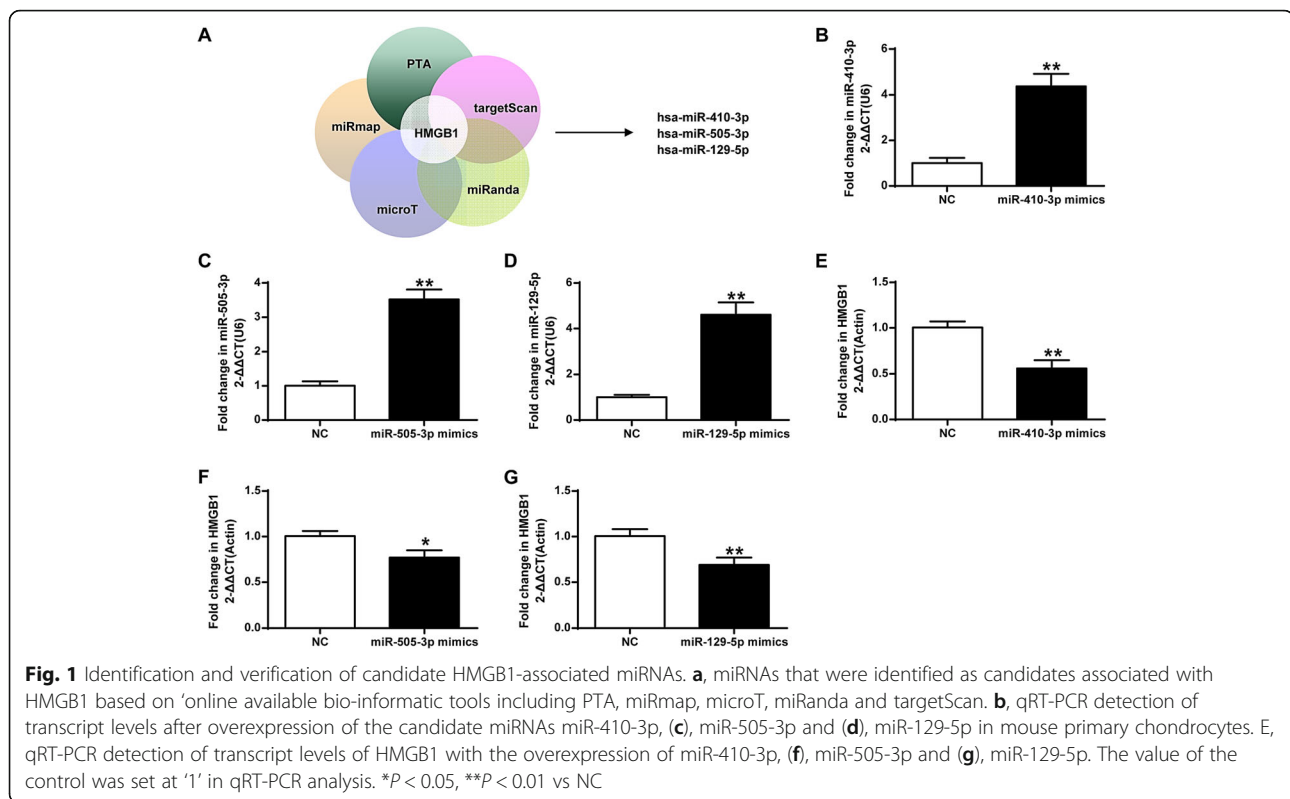 A
PTA
targetScan
miRmap
HMGB1
microT
miRanda
hsa-miR-410-3p
hsa-miR-505-3p
hsa-miR-129-5p
B
Fold change in miR-410-3p
2-ΔΔCT(U6)
6
4
2
0
**
NC
miR-410-3p mimics
C
Fold change in miR-505-3p
2-ΔΔCT(U6)
4
3
2
1
0
**
NC
miR-505-3p mimics
D
Fold change in miR-129-5p
2-ΔΔCT(U6)
6
4
2
0
**
NC
miR-129-5p mimics
E
Fold change in HMGB1
2-ΔΔCT(Actin)
1.5
1.0
0.5
0.0
**
NC
miR-410-3p mimics
F
Fold change in HMGB1
2-ΔΔCT(Actin)
1.5
1.0
0.5
0.0
*
NC
miR-505-3p mimics
G
Fold change in HMGB1
2-ΔΔCT(Actin)
1.5
1.0
0.5
0.0
**
NC
miR-129-5p mimics
Fig. 1 Identification and verification of candidate HMGB1-associated miRNAs. a, miRNAs that were identified as candidates associated with
HMGB1 based on ‘online available bio-informatic tools including PTA, miRmap, microT, miRanda and targetScan. b, qRT-PCR detection of
transcript levels after overexpression of the candidate miRNAs miR-410-3p, (c), miR-505-3p and (d), miR-129-5p in mouse primary chondrocytes. E,
qRT-PCR detection of transcript levels of HMGB1 with the overexpression of miR-410-3p, (f), miR-505-3p and (g), miR-129-5p. The value of the
control was set at ‘1’ in qRT-PCR analysis. *P < 0.05, **P < 0.01 vs NC